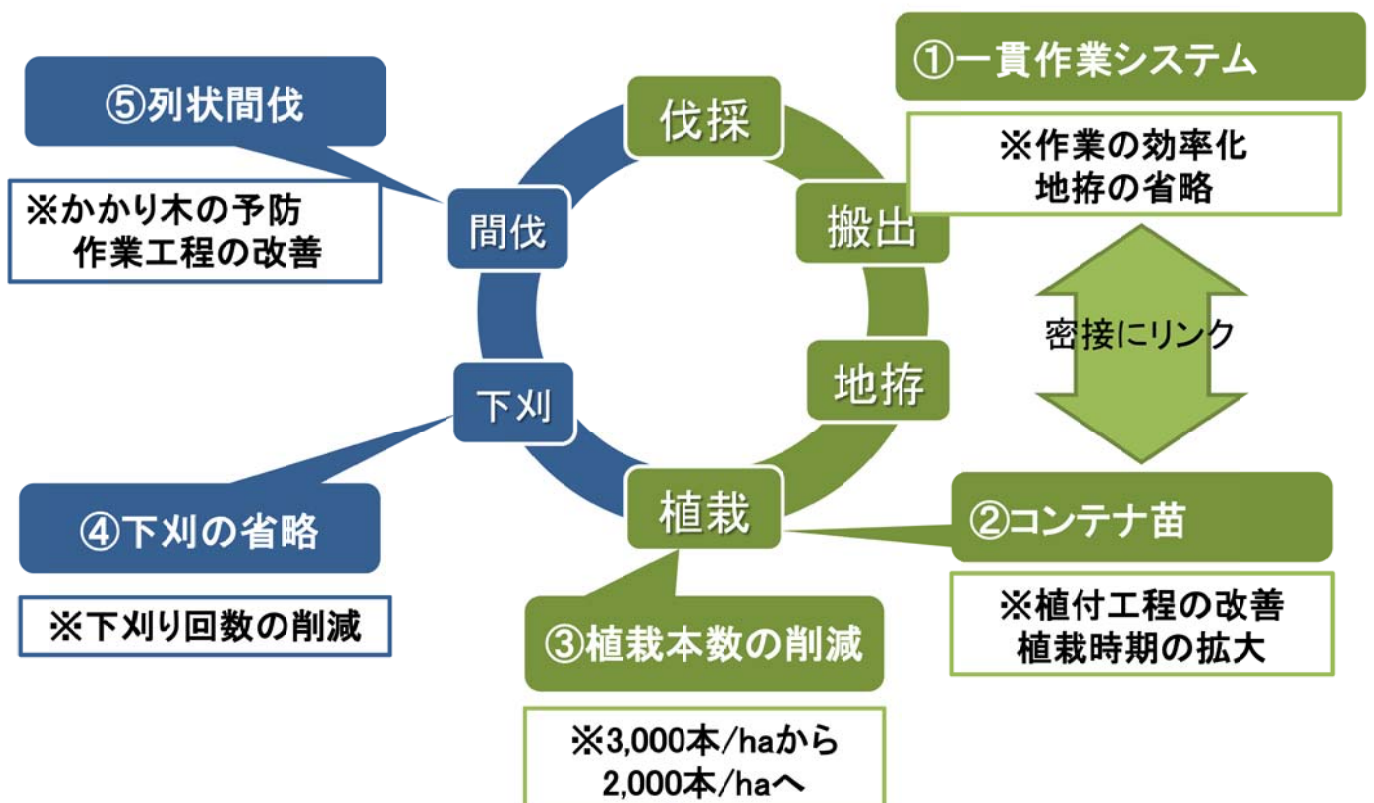 ①一貫作業システム
※作業の効率化
地拵の省略
密接にリンク
②コンテナ苗
※植付工程の改善
植栽時期の拡大
③植栽本数の削減
※3,000本/haから
2,000本/haへ
④下刈の省略
※下刈り回数の削減
⑤列状間伐
※かかり木の予防
作業工程の改善
伐採
搬出
地拵
植栽
下刈
間伐